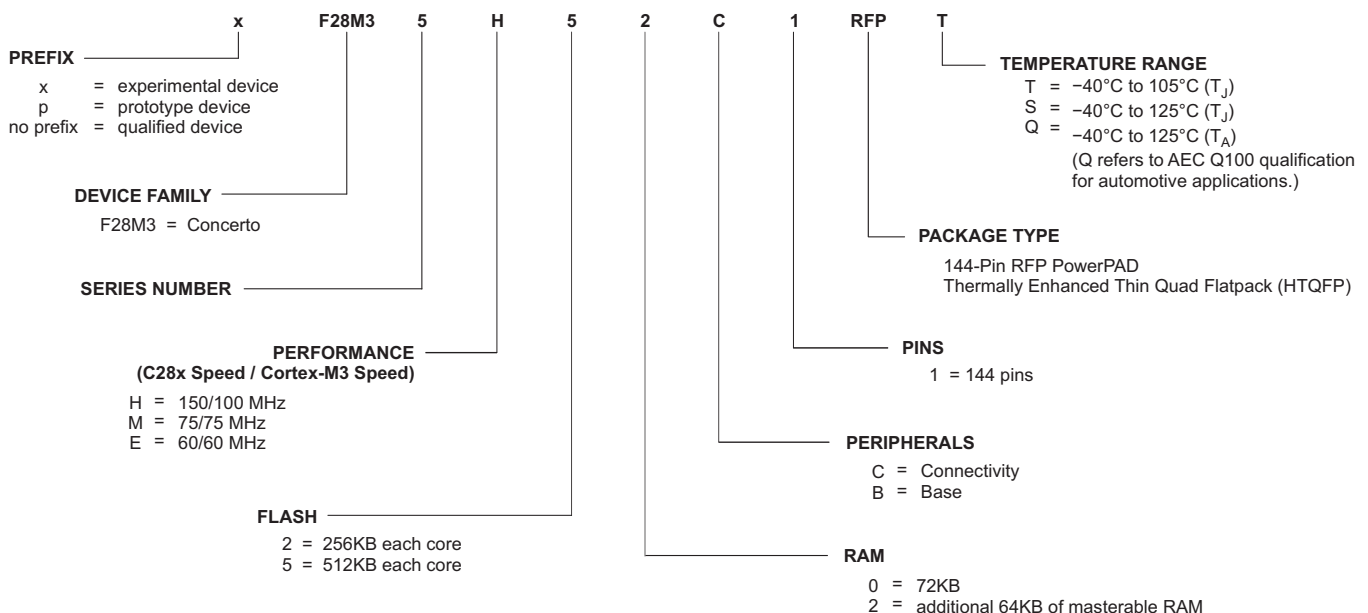 x F28M3 5 H 5 2 C 1 RFP T
PREFIX
x = experimental device
p = prototype device
no prefix = qualified device
TEMPERATURE RANGE
T = −40°C to 105°C (TJ)
S = −40°C to 125°C (TJ)
Q = −40°C to 125°C (TA)
(Q refers to AEC Q100 qualification
for automotive applications.)
DEVICE FAMILY
F28M3 = Concerto
PACKAGE TYPE
144-Pin RFP PowerPAD
Thermally Enhanced Thin Quad Flatpack (HTQFP)
SERIES NUMBER
PERFORMANCE
(C28x Speed / Cortex-M3 Speed)
H = 150/100 MHz
M = 75/75 MHz
E = 60/60 MHz
PINS
1 = 144 pins
PERIPHERALS
C = Connectivity
B = Base
FLASH
2 = 256KB each core
5 = 512KB each core
RAM
0 = 72KB
2 = additional 64KB of masterable RAM